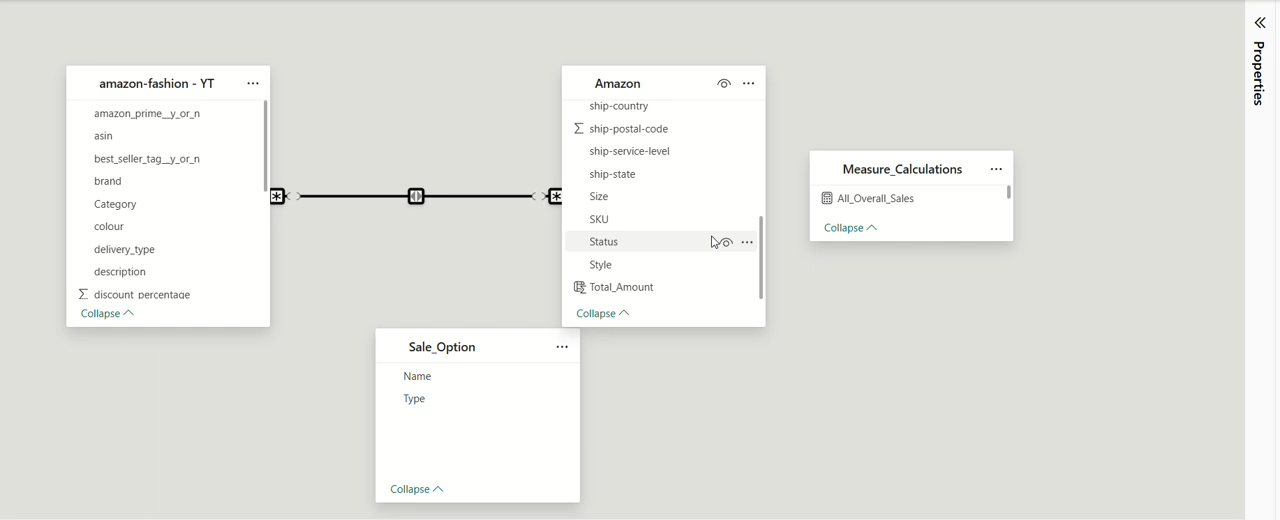 amazon-fashion - YT
amazon_prime__y_or_n
asin
best_seller_tag__y_or_n
brand
Category
colour
delivery_type
description
discount_percentage
Collapse
Amazon
ship-country
ship-postal-code
ship-service-level
ship-state
Size
SKU
Status
Style
Total_Amount
Collapse
Sale_Option
Name
Type
Collapse
Measure_Calculations
All_Overall_Sales
Collapse
Properties